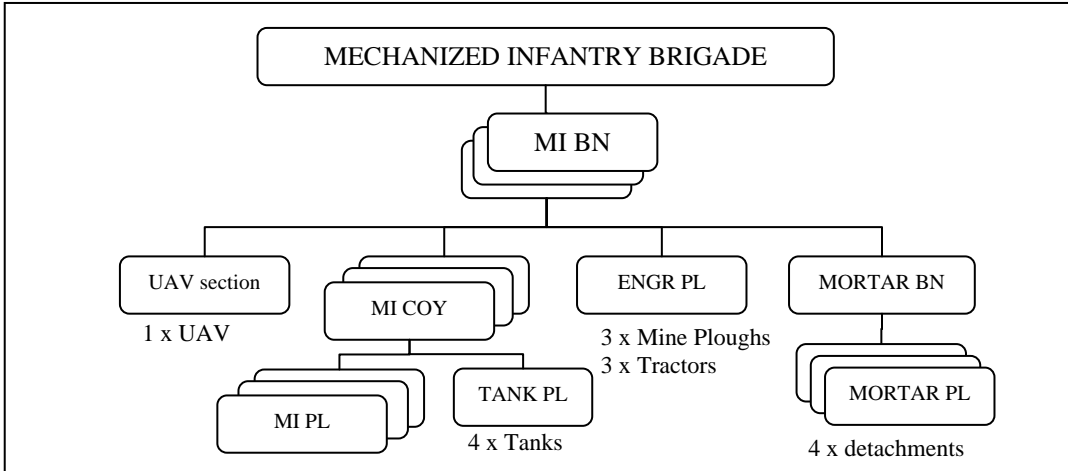 MECHANIZED INFANTRY BRIGADE
MI BN
UAV section
MI COY
ENGR PL
MORTAR BN
1 x UAV
3 x Mine Ploughs
3 x Tractors
MI PL
TANK PL
MORTAR PL
4 x Tanks
4 x detachments